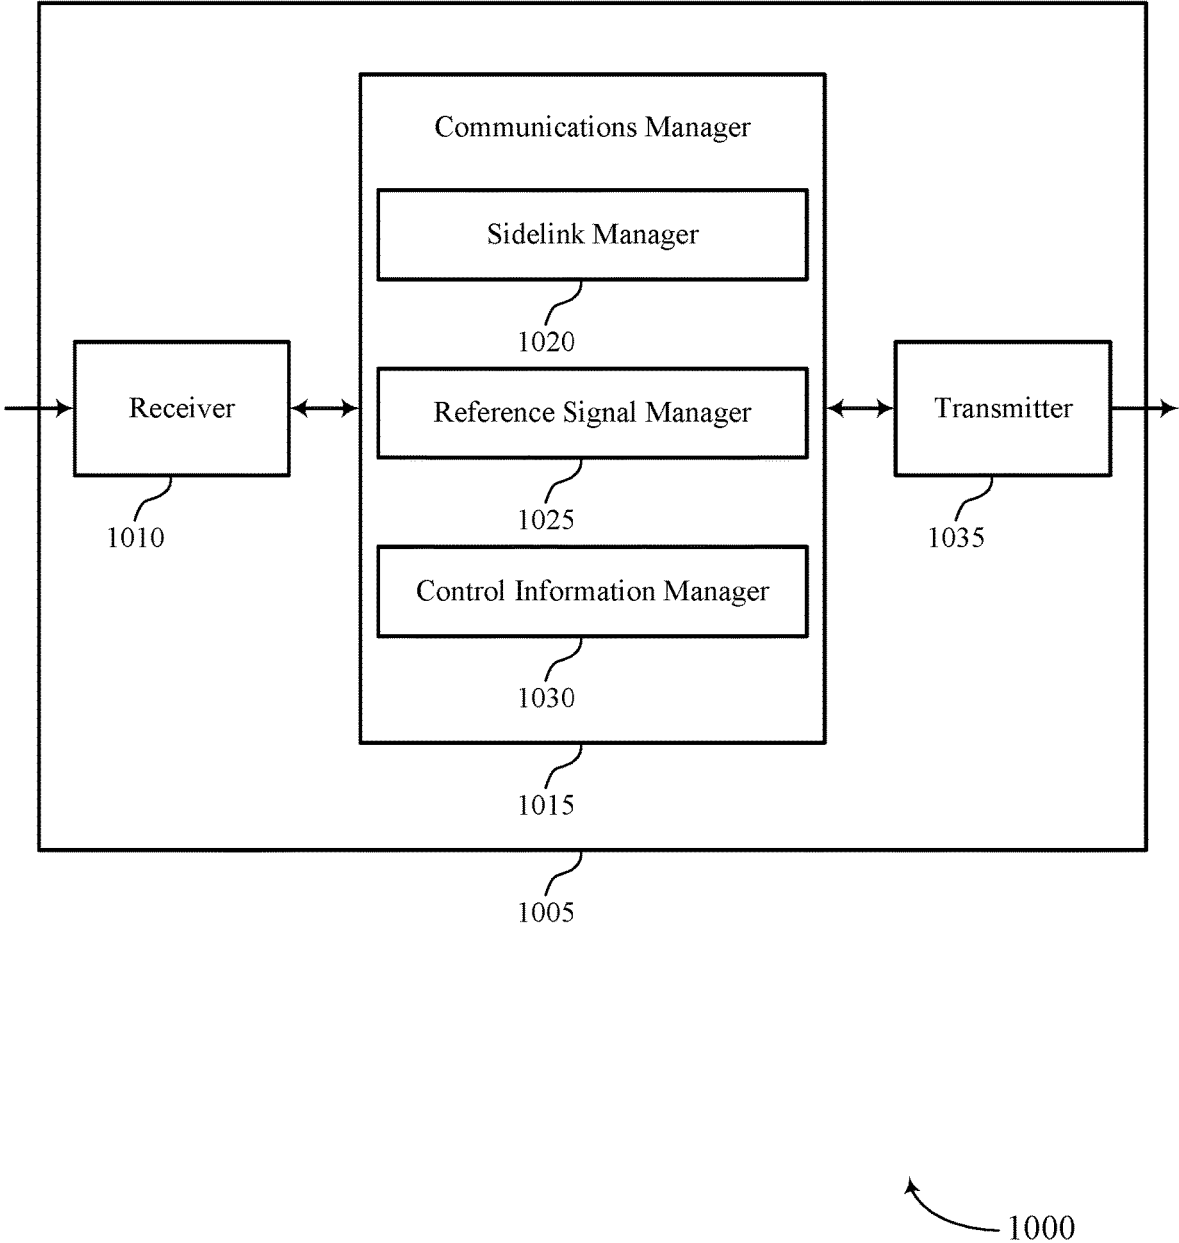 Communications Manager
Sidelink Manager
1020
Receiver
Reference Signal Manager
Transmitter
1010
1025
1035
Control Information Manager
1030
1015
1005
1000